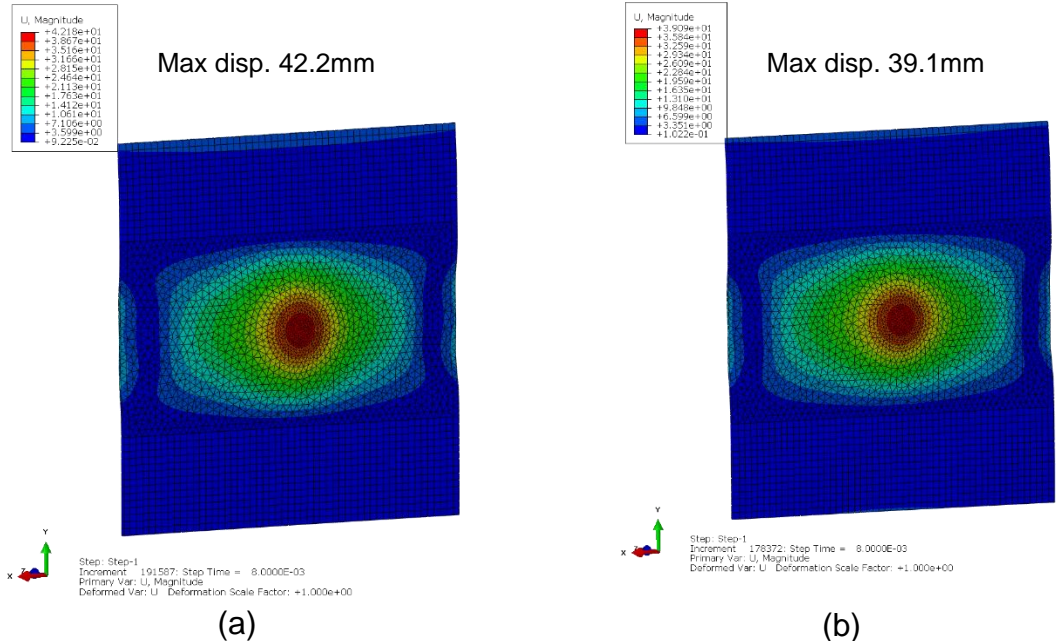 U, Magnitude
+4.218e+01
+3.867e+01
+3.516e+01
+3.166e+01
+2.815e+01
+2.464e+01
+2.113e+01
+1.763e+01
+1.412e+01
+1.061e+01
+7.106e+00
+3.599e+00
+9.225e-02
Max disp. 42.2mm
Y
X
Z
Step: Step-1
Increment 191587: Step Time = 8.0000E-03
Primary Var: U, Magnitude
Deformed Var: U Deformation Scale Factor: +1.000e+00
(a)
U, Magnitude
+3.909e+01
+3.584e+01
+3.259e+01
+2.934e+01
+2.609e+01
+2.284e+01
+1.959e+01
+1.635e+01
+1.310e+01
+9.848e+00
+6.599e+00
+3.351e+00
+1.022e-01
Max disp. 39.1mm
Y
X
Z
Step: Step-1
Increment 178372: Step Time = 8.0000E-03
Primary Var: U, Magnitude
Deformed Var: U Deformation Scale Factor: +1.000e+00
(b)